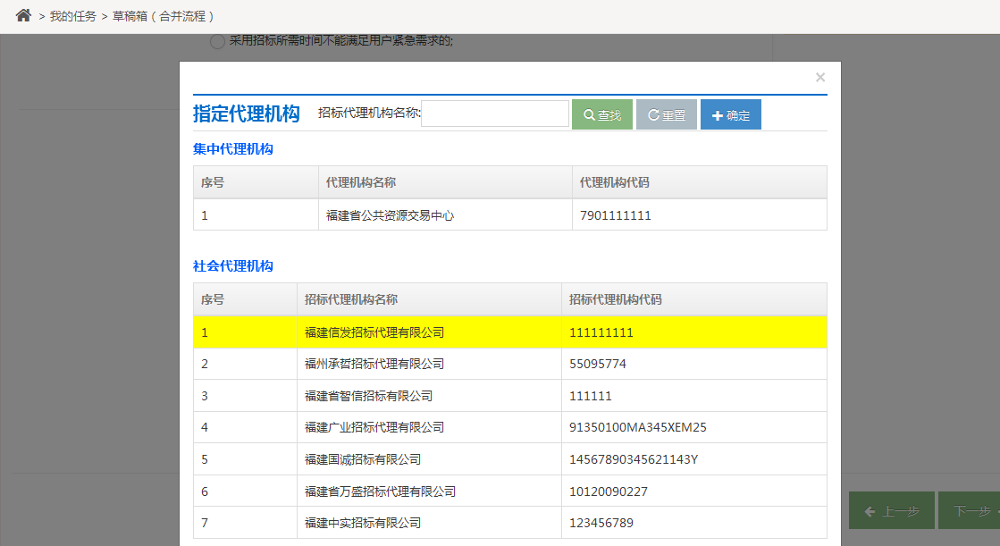 > 我的任务 > 草稿箱（合并流程）
采用招标所需时间不能满足用户紧急需求的;
×
指定代理机构 招标代理机构名称: 查找 重置 确定
集中代理机构
序号 代理机构名称 代理机构代码
1 福建省公共资源交易中心 7901111111
社会代理机构
序号 招标代理机构名称 招标代理机构代码
1 福建信发招标代理有限公司 111111111
2 福州承哲招标代理有限公司 55095774
3 福建省智信招标有限公司 111111
4 福建广业招标代理有限公司 91350100MA345XEM25
5 福建国诚招标有限公司 14567890345621143Y
6 福建省万盛招标代理有限公司 10120090227
7 福建中实招标有限公司 123456789
上一步 下一步